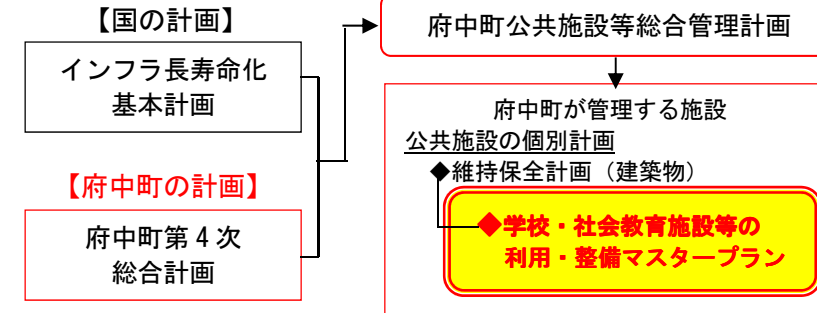 【国の計画】
インフラ長寿命化
基本計画
【府中町の計画】
府中町第４次
総合計画
府中町公共施設等総合管理計画
府中町が管理する施設
公共施設の個別計画
◆維持保全計画（建築物）
◆学校・社会教育施設等の
利用・整備マスタープラン